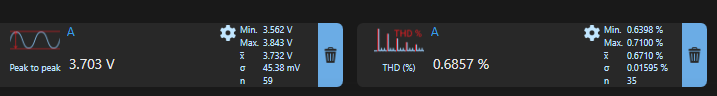 A
Peak to peak 3.703 V
Min. 3.562 V
Max. 3.843 V
x̅ 3.732 V
σ 45.38 mV
n 59
THD %
A
THD (%) 0.6857 %
Min. 0.6398 %
Max. 0.7100 %
x̅ 0.6710 %
σ 0.01595 %
n 35